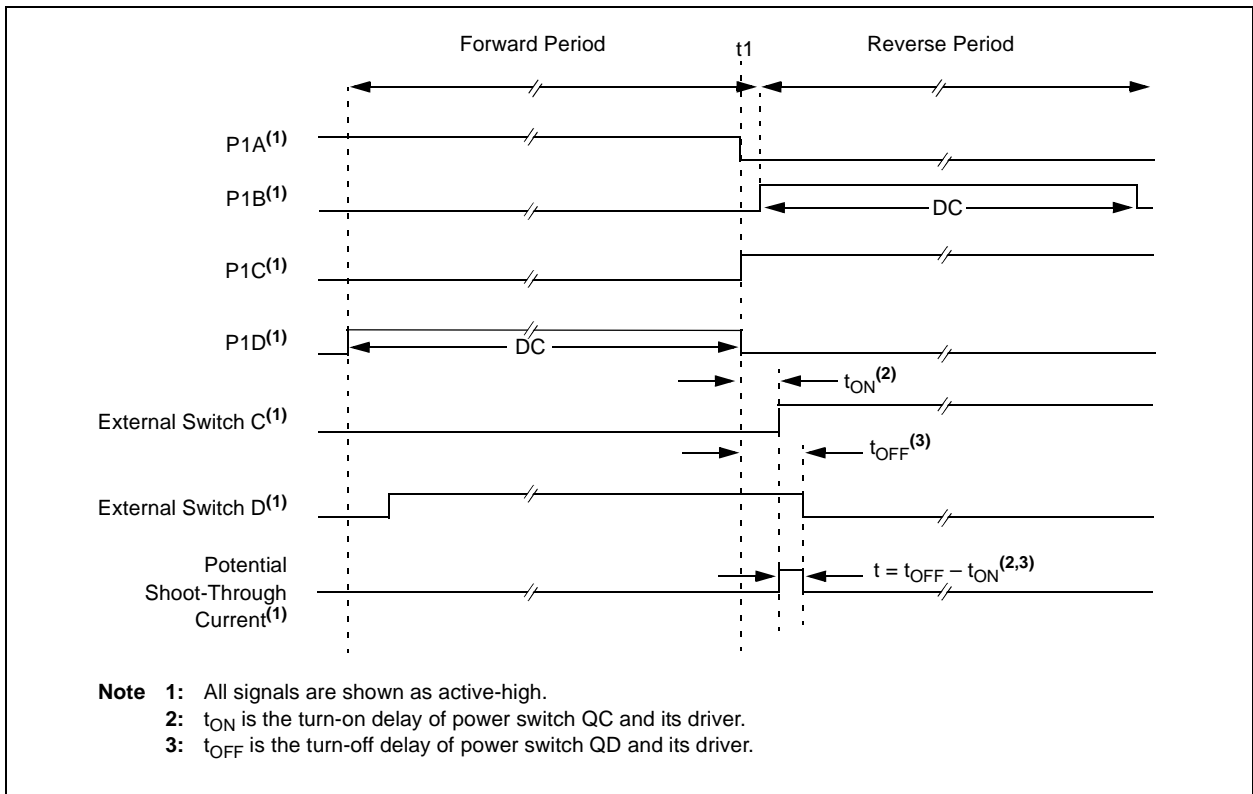 Forward Period
t1
Reverse Period
P1A(1)
P1B(1)
DC
P1C(1)
P1D(1)
DC
tON(2)
External Switch C(1)
tOFF(3)
External Switch D(1)
Potential
Shoot-Through
Current(1)
t = tOFF – tON(2,3)
Note 1: All signals are shown as active-high.
2: tON is the turn-on delay of power switch QC and its driver.
3: tOFF is the turn-off delay of power switch QD and its driver.